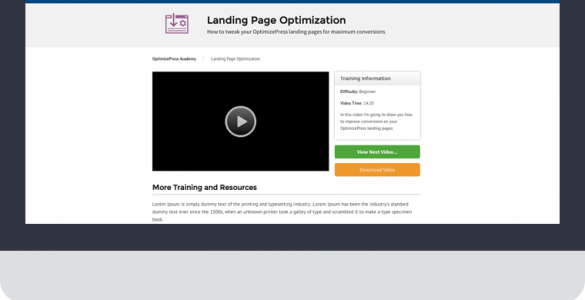 Landing Page Optimization
How to tweak your OptimizePress landing pages for maximum conversions
OptimizePress Academy
Landing Page Optimization
Training Information
Difficulty: Beginner
Video Time: 14:20
In this video I'm going to show you how
to improve conversions on your
OptimizePress landing pages.
View Next Video...
Download Video
More Training and Resources
Lorem Ipsum is simply dummy text of the printing and typesetting industry. Lorem Ipsum has been the industry's standard
dummy text ever since the 1500s, when an unknown printer took a galley of type and scrambled it to make a type specimen
book.